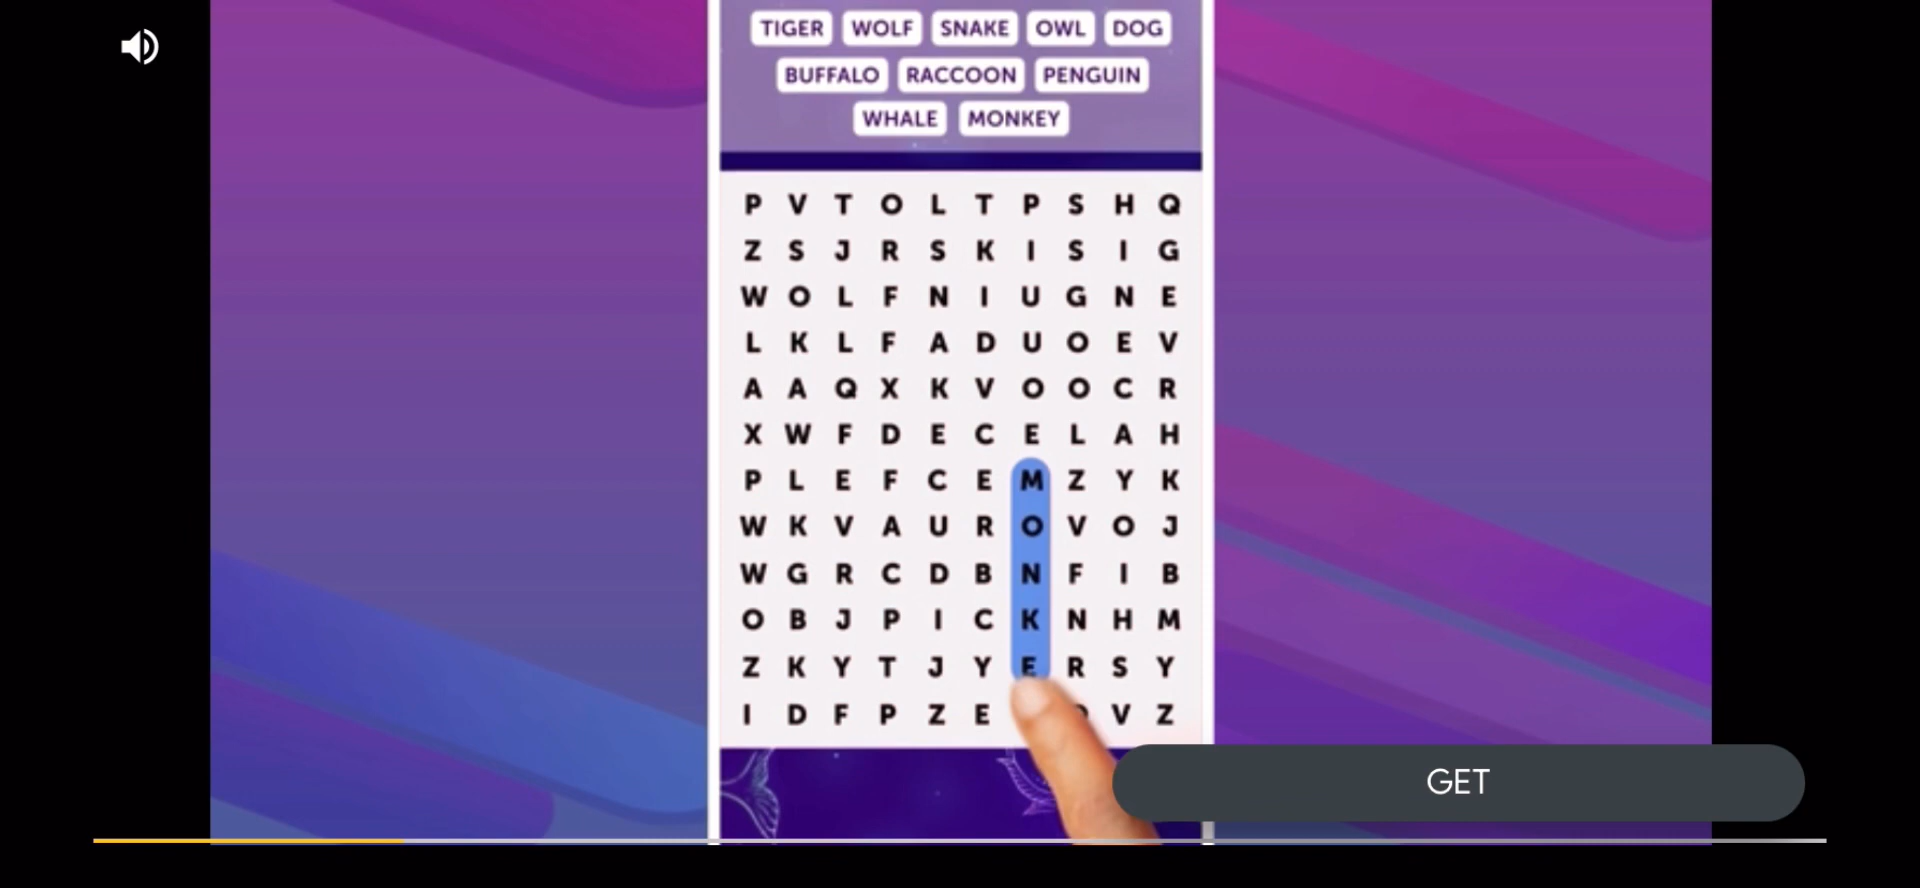 TIGER WOLF SNAKE OWL DOG
BUFFALO RACCOON PENGUIN
WHALE MONKEY
P V T O L T P S H Q
Z S J R S K I S I G
W O L F N I U G N E
L K L F A D U O E V
A A Q X K V O O C R
X W F D E C E L A H
P L E F C E M Z Y K
W K V A U R O V O J
W G R C D B N F I B
O B J P I C K N H M
Z K Y T J Y E R S Y
I D F P Z E V Z
GET